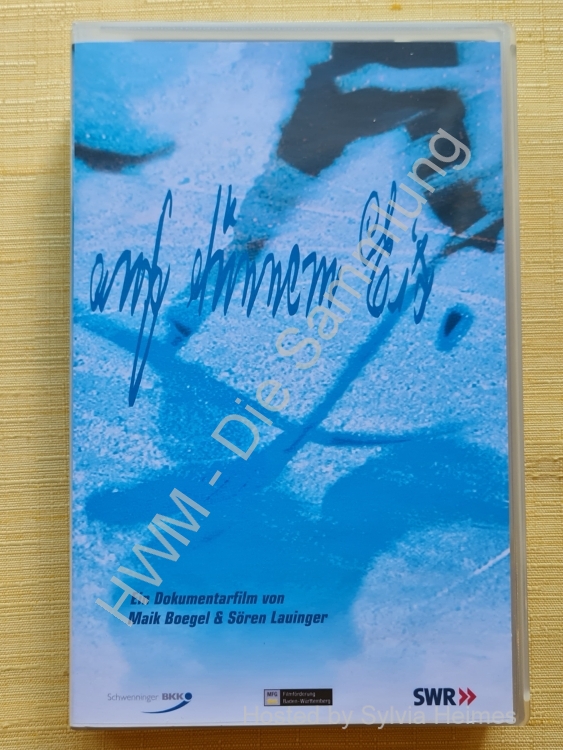 auf dünnem Eis
HWM - Die Sammlung
Ein Dokumentarfilm von
Maik Boegel & Sören Lauinger
Schwenninger BKK
MFG Filmförderung
Baden-Württemberg
SWR
Hosted by Sylvia Heimes